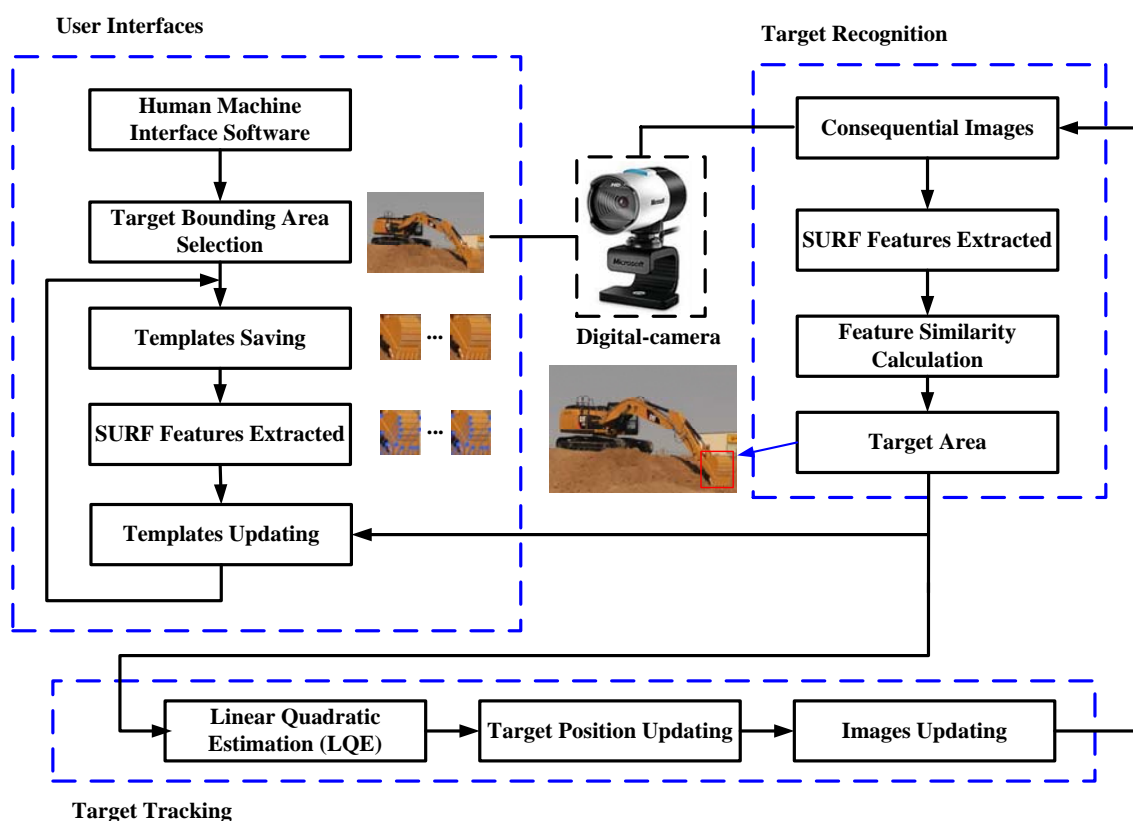 User Interfaces
Human Machine
Interface Software
Target Bounding Area
Selection
Templates Saving
...
SURF Features Extracted
...
Templates Updating
Microsoft
Digital-camera
Target Recognition
Consequential Images
SURF Features Extracted
Feature Similarity
Calculation
Target Area
Linear Quadratic
Estimation (LQE)
Target Position Updating
Images Updating
Target Tracking